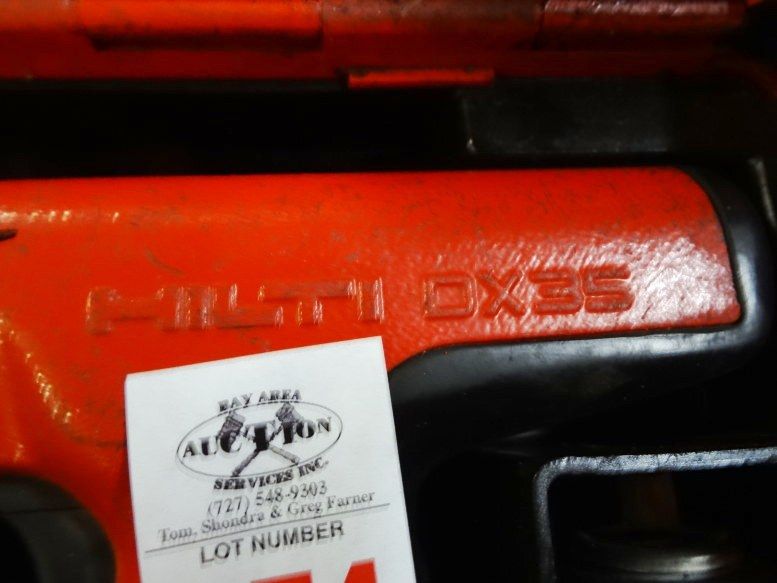 HILTI DX35
BAY AREA
AUCTION
SERVICES INC.
(727) 548-9303
Tom, Shondra & Greg Farner
LOT NUMBER